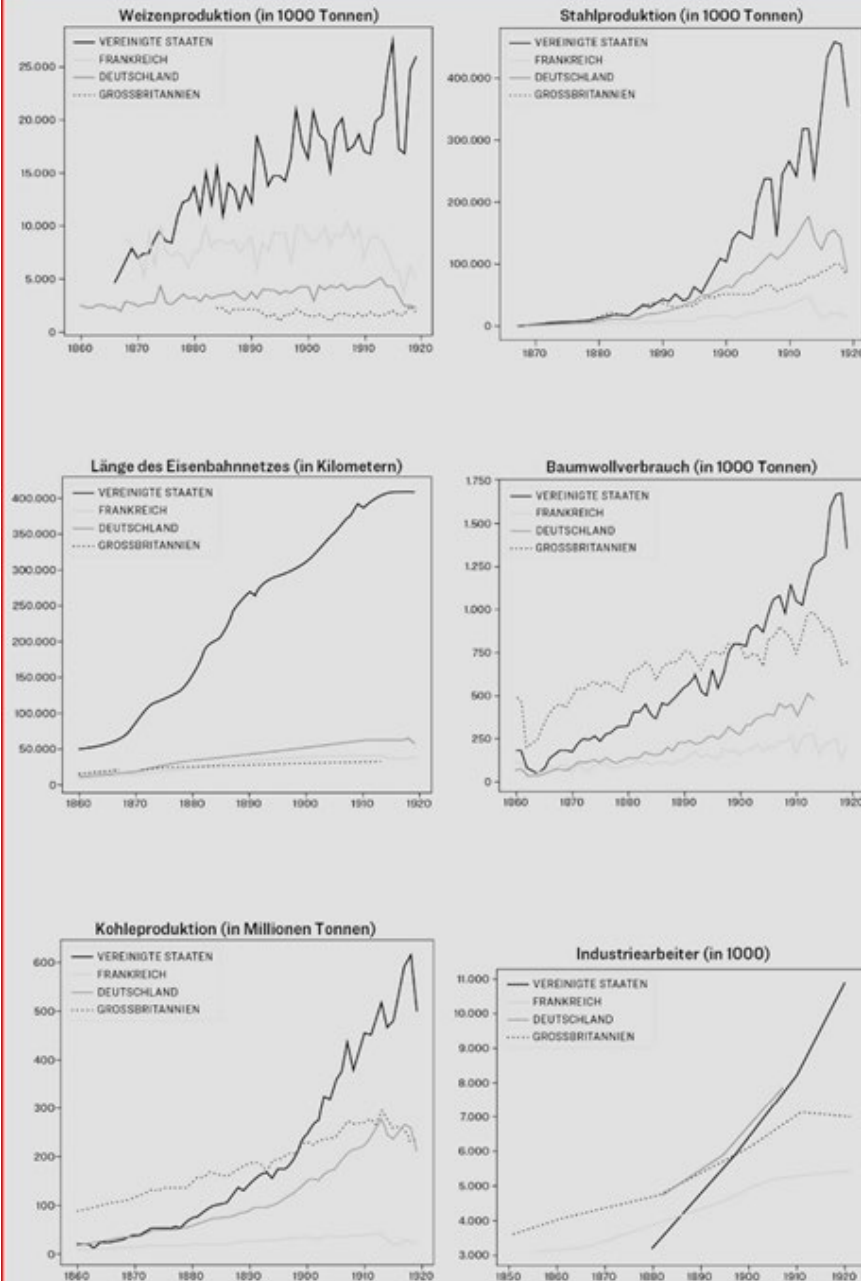 Weizenproduktion (in 1000 Tonnen)
VEREINIGTE STAATEN
FRANKREICH
DEUTSCHLAND
GROSSBRITANNIEN
25.000
20.000
15.000
10.000
5.000
0
1860 1870 1880 1890 1900 1910 1920
Stahlproduktion (in 1000 Tonnen)
VEREINIGTE STAATEN
FRANKREICH
DEUTSCHLAND
GROSSBRITANNIEN
400.000
300.000
200.000
100.000
0
1870 1880 1890 1900 1910 1920
Länge des Eisenbahnnetzes (in Kilometern)
VEREINIGTE STAATEN
FRANKREICH
DEUTSCHLAND
GROSSBRITANNIEN
400.000
350.000
300.000
250.000
200.000
150.000
100.000
50.000
0
1860 1870 1880 1890 1900 1910 1920
Baumwollverbrauch (in 1000 Tonnen)
VEREINIGTE STAATEN
FRANKREICH
DEUTSCHLAND
GROSSBRITANNIEN
1.750
1.500
1.250
1.000
750
500
250
0
1860 1870 1880 1890 1900 1910 1920
Kohleproduktion (in Millionen Tonnen)
VEREINIGTE STAATEN
FRANKREICH
DEUTSCHLAND
GROSSBRITANNIEN
600
500
400
300
200
100
0
1860 1870 1880 1890 1900 1910 1920
Industriearbeiter (in 1000)
VEREINIGTE STAATEN
FRANKREICH
DEUTSCHLAND
GROSSBRITANNIEN
11.000
10.000
9.000
8.000
7.000
6.000
5.000
4.000
3.000
1850 1860 1870 1880 1890 1900 1910 1920